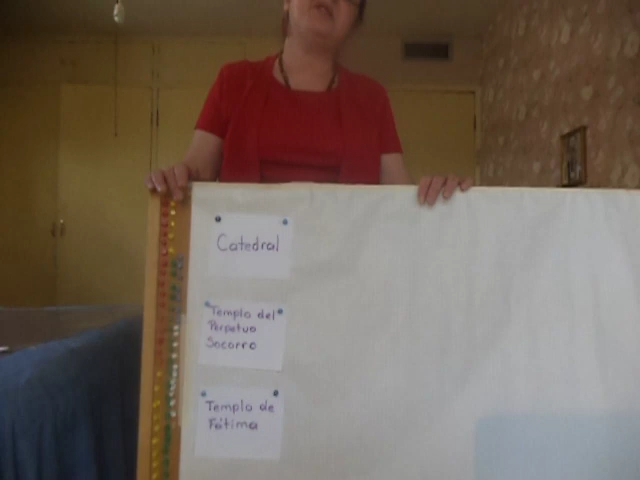 Catedral
Templo del
Perpetuo
Socorro
Templo de
Fátima